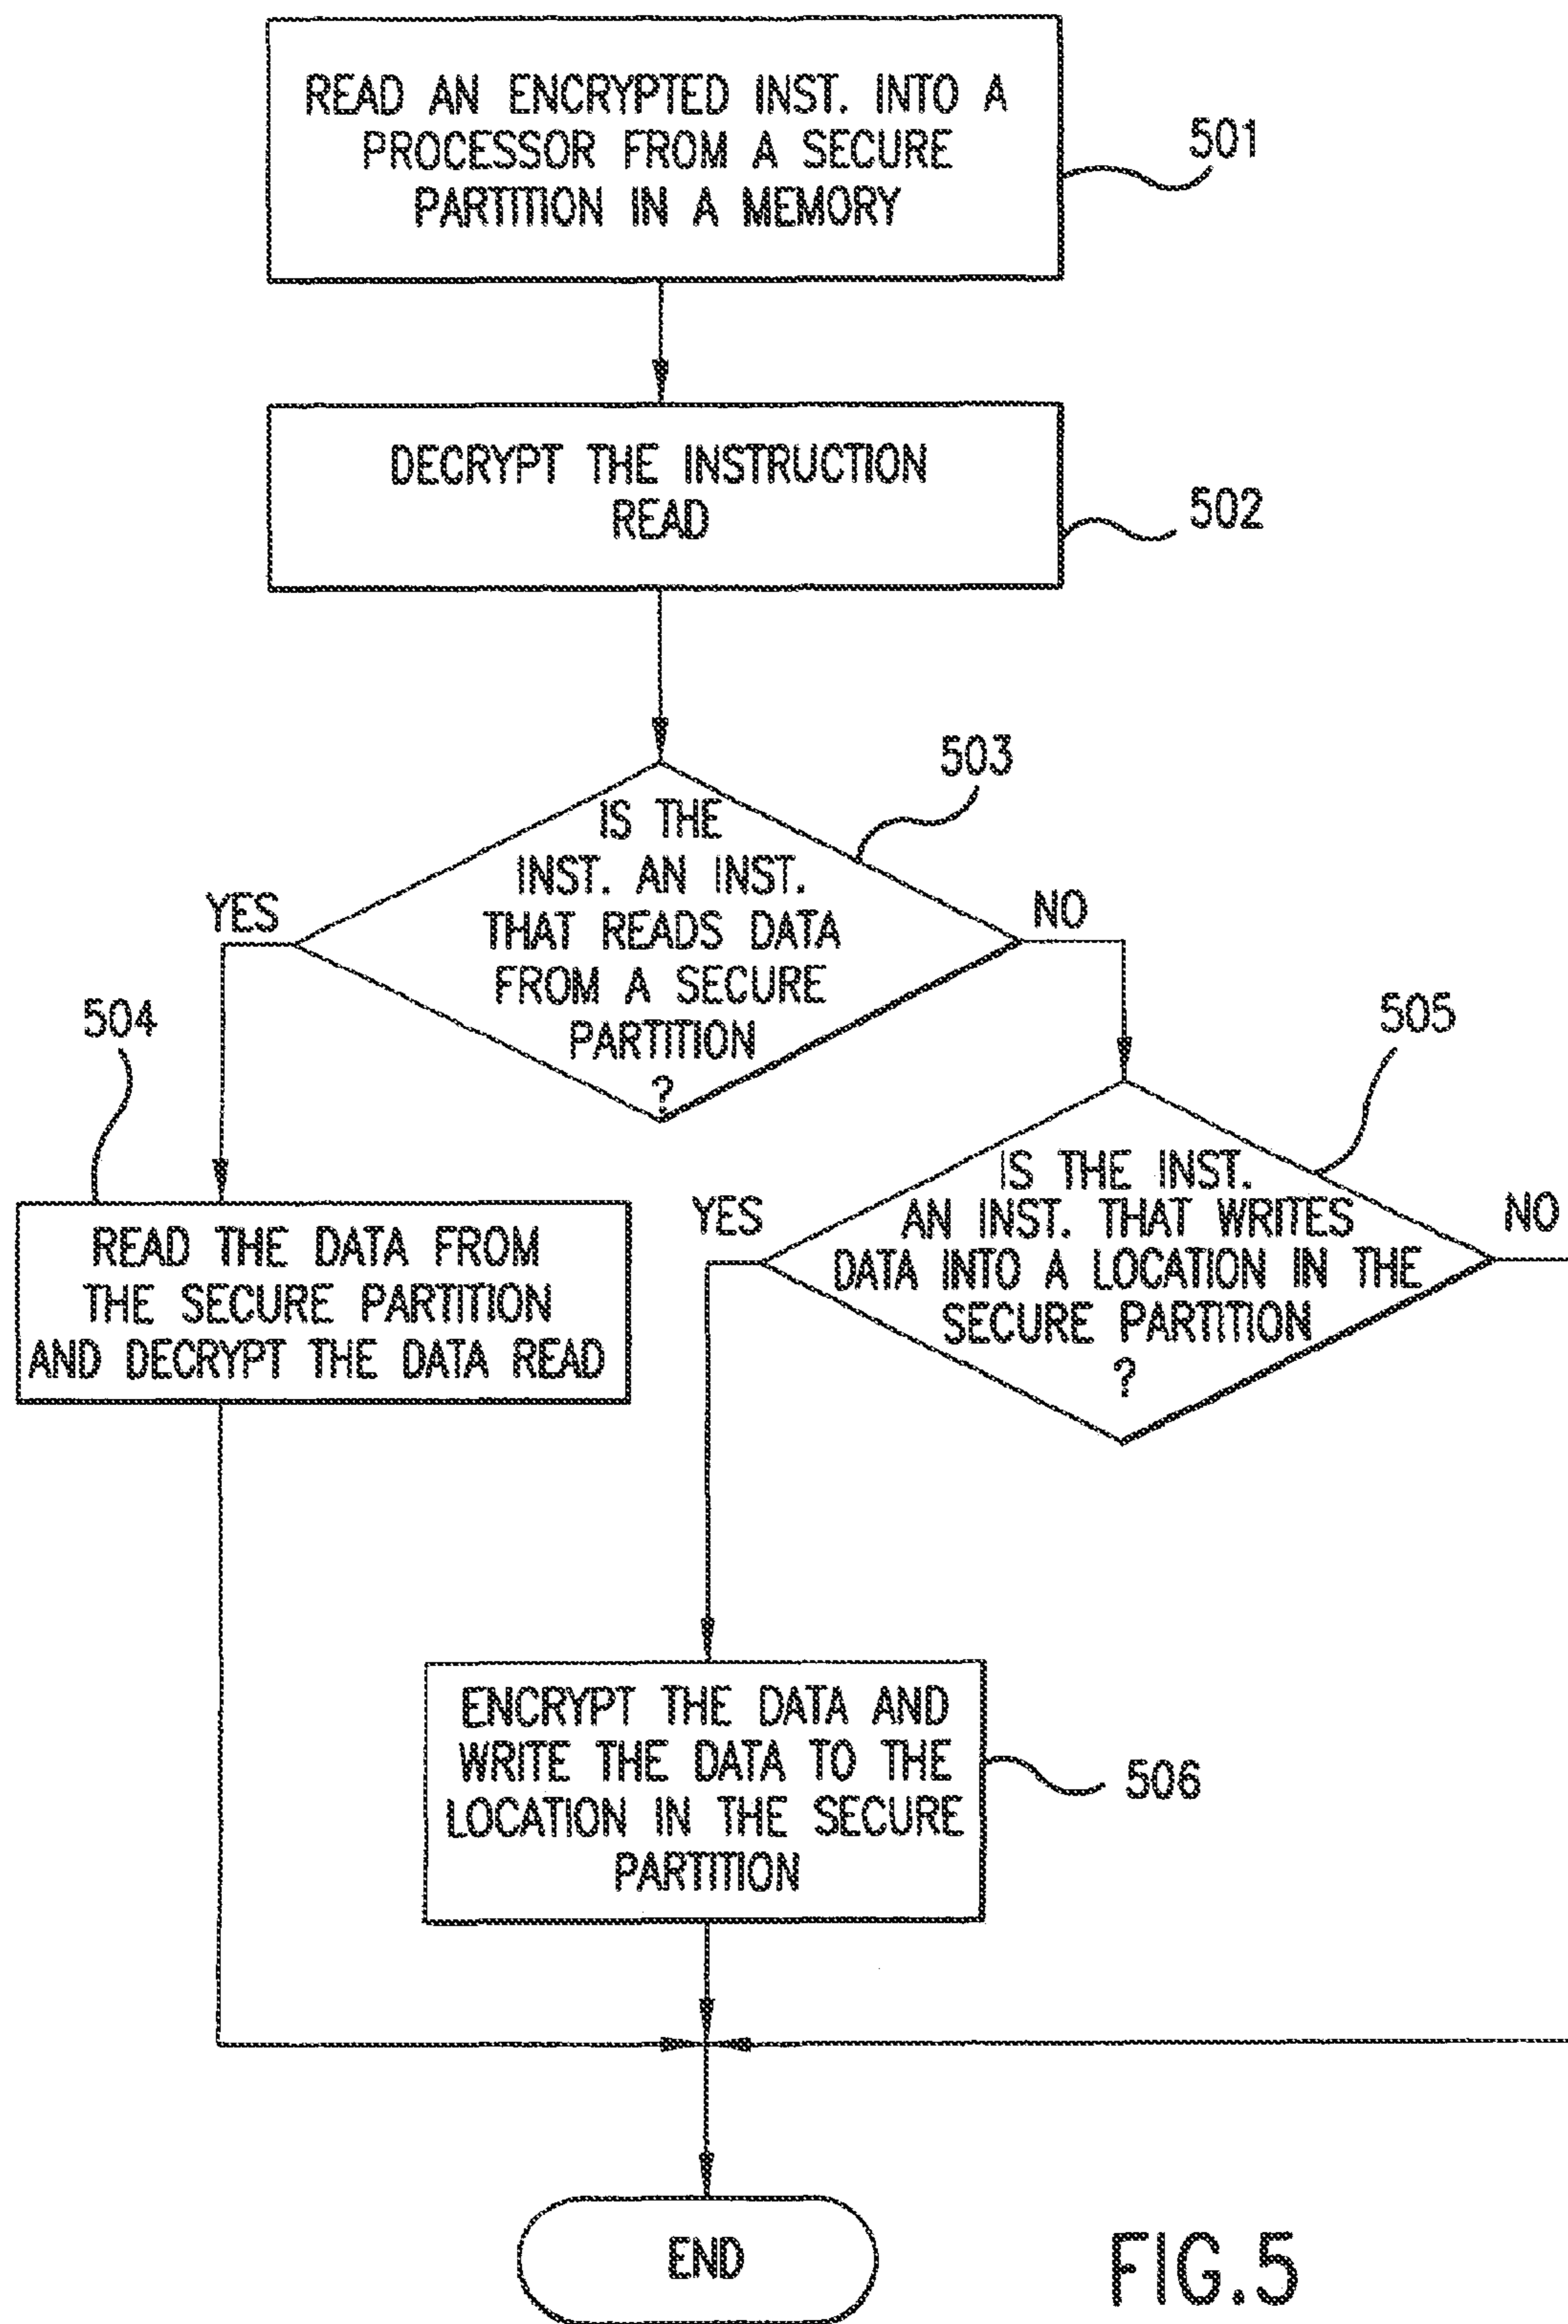 READ AN ENCRYPTED INST. INTO A
PROCESSOR FROM A SECURE
PARTITION IN A MEMORY
501
DECRYPT THE INSTRUCTION
READ
502
503
IS THE
INST. AN INST.
THAT READS DATA
FROM A SECURE
PARTITION
?
YES
NO
504
505
READ THE DATA FROM
THE SECURE PARTITION
AND DECRYPT THE DATA READ
IS THE INST.
AN INST. THAT WRITES
DATA INTO A LOCATION IN THE
SECURE PARTITION
?
YES
NO
ENCRYPT THE DATA AND
WRITE THE DATA TO THE
LOCATION IN THE SECURE
PARTITION
506
END
FIG.5